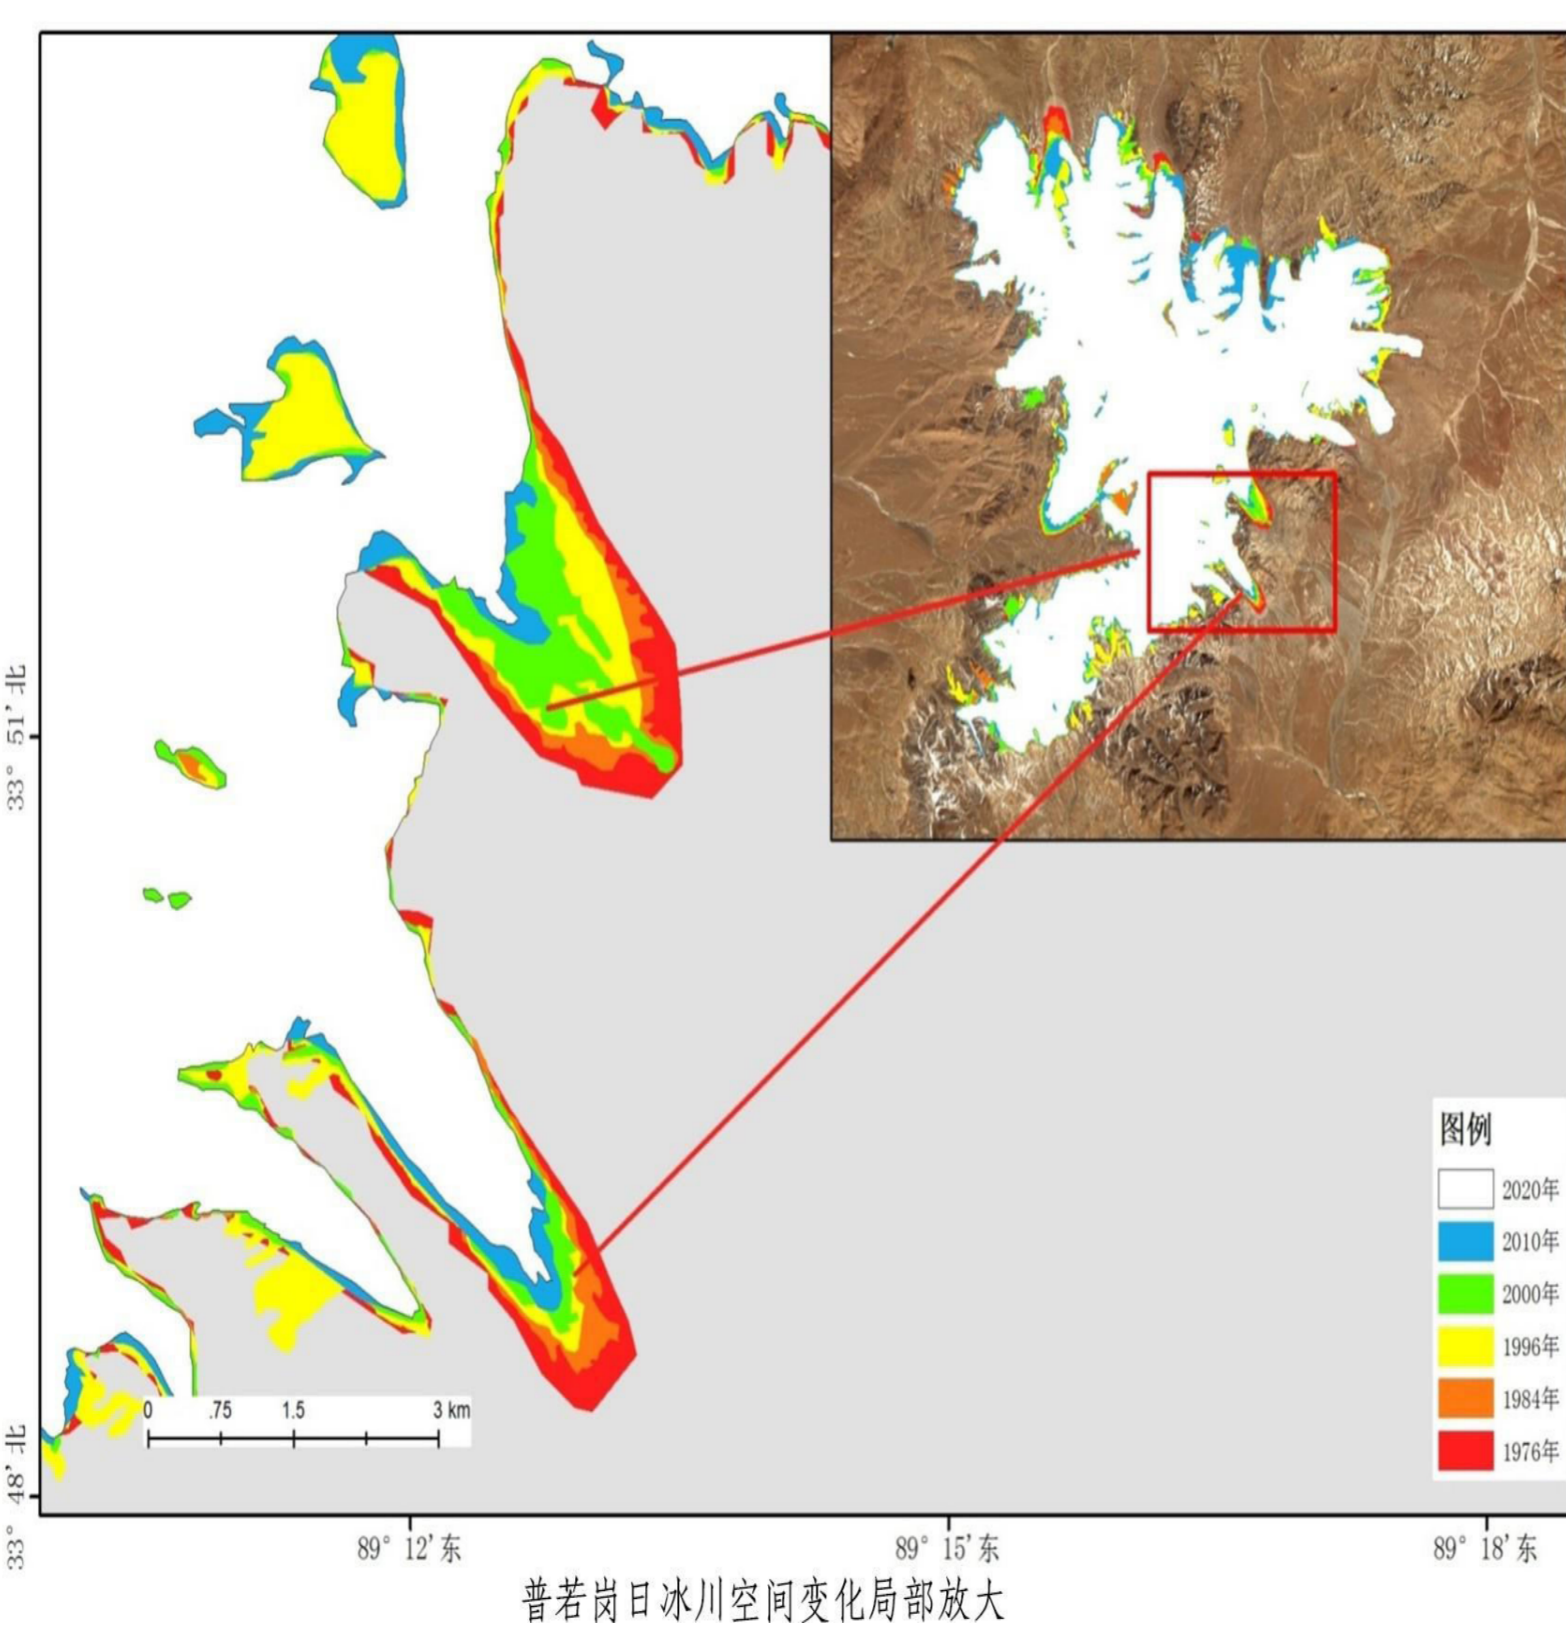 33° 51' 北
33° 48' 北
0 .75 1.5 3 km
图例
2020年
2010年
2000年
1996年
1984年
1976年
89° 12' 东
89° 15' 东
89° 18' 东
普若岗日冰川空间变化局部放大